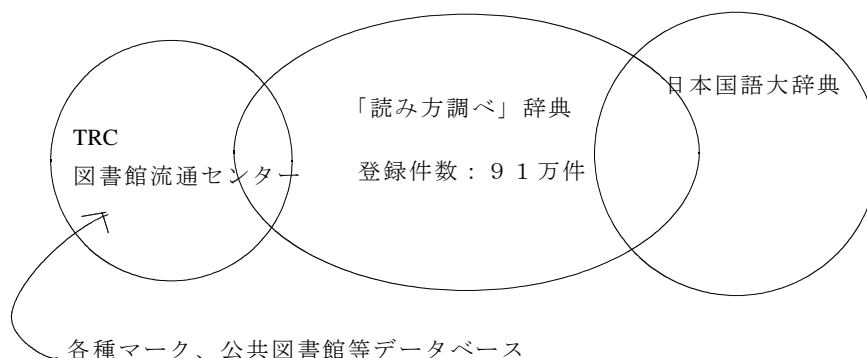 TRC
図書館流通センター
「読み方調べ」辞典
登録件数：９１万件
日本国語大辞典
各種マーク、公共図書館等データベース